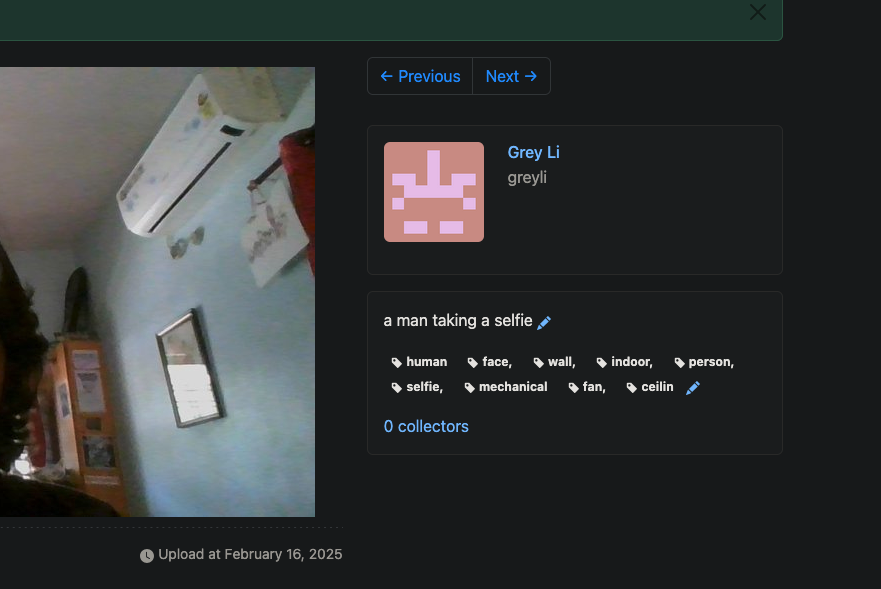 ← Previous Next →
Grey Li
greyli
a man taking a selfie
human face, wall, indoor, person,
selfie, mechanical fan, ceilin
0 collectors
Upload at February 16, 2025